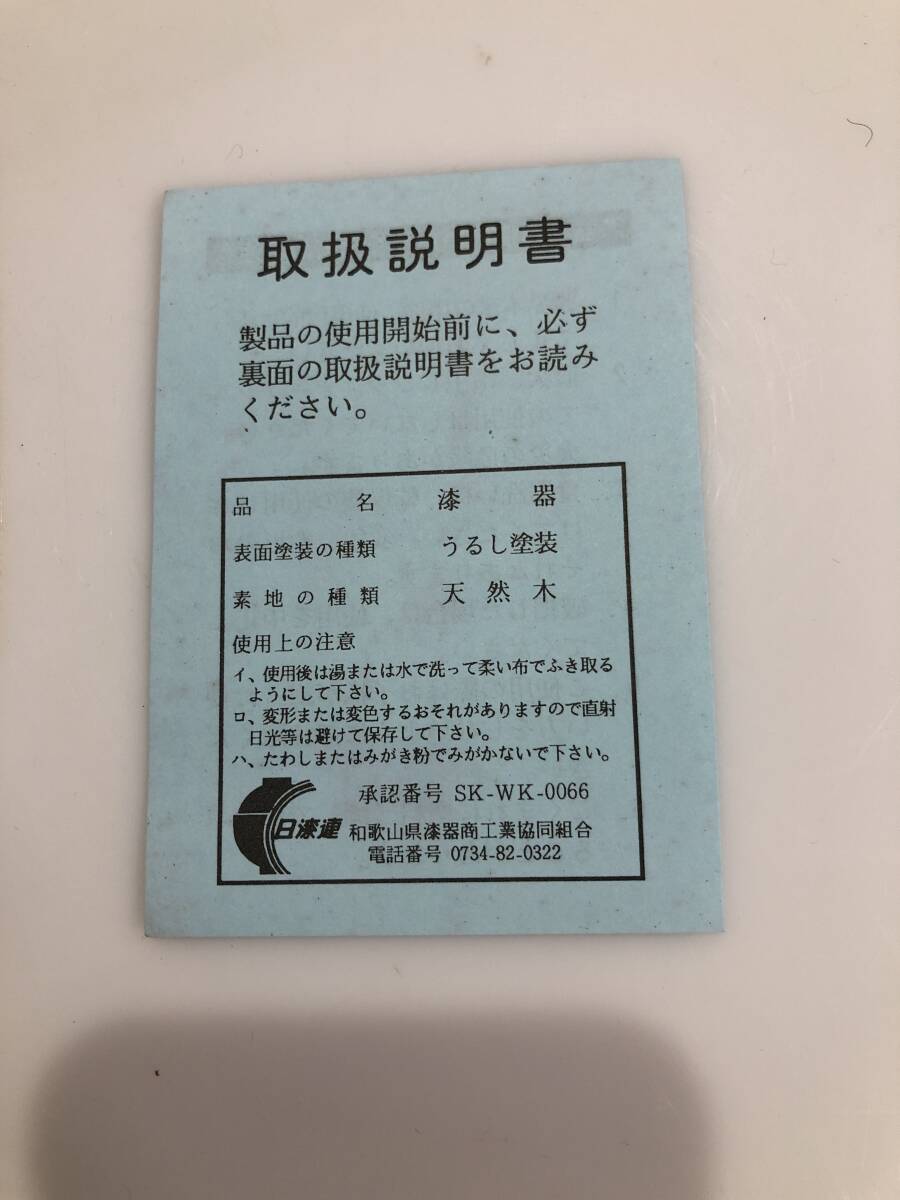 取扱説明書
製品の使用開始前に、必ず
裏面の取扱説明書をお読み
ください。
品名 漆器
表面塗装の種類 うるし塗装
素地の種類 天然木
使用上の注意
イ、使用後は湯または水で洗って柔い布でふき取る
ようにして下さい。
ロ、変形または変色するおそれがありますので直射
日光等は避けて保存して下さい。
ハ、たわしまたはみがき粉でみがかないで下さい。
承認番号 SK-WK-0066
日漆連 和歌山県漆器商工業協同組合
電話番号 0734-82-0322